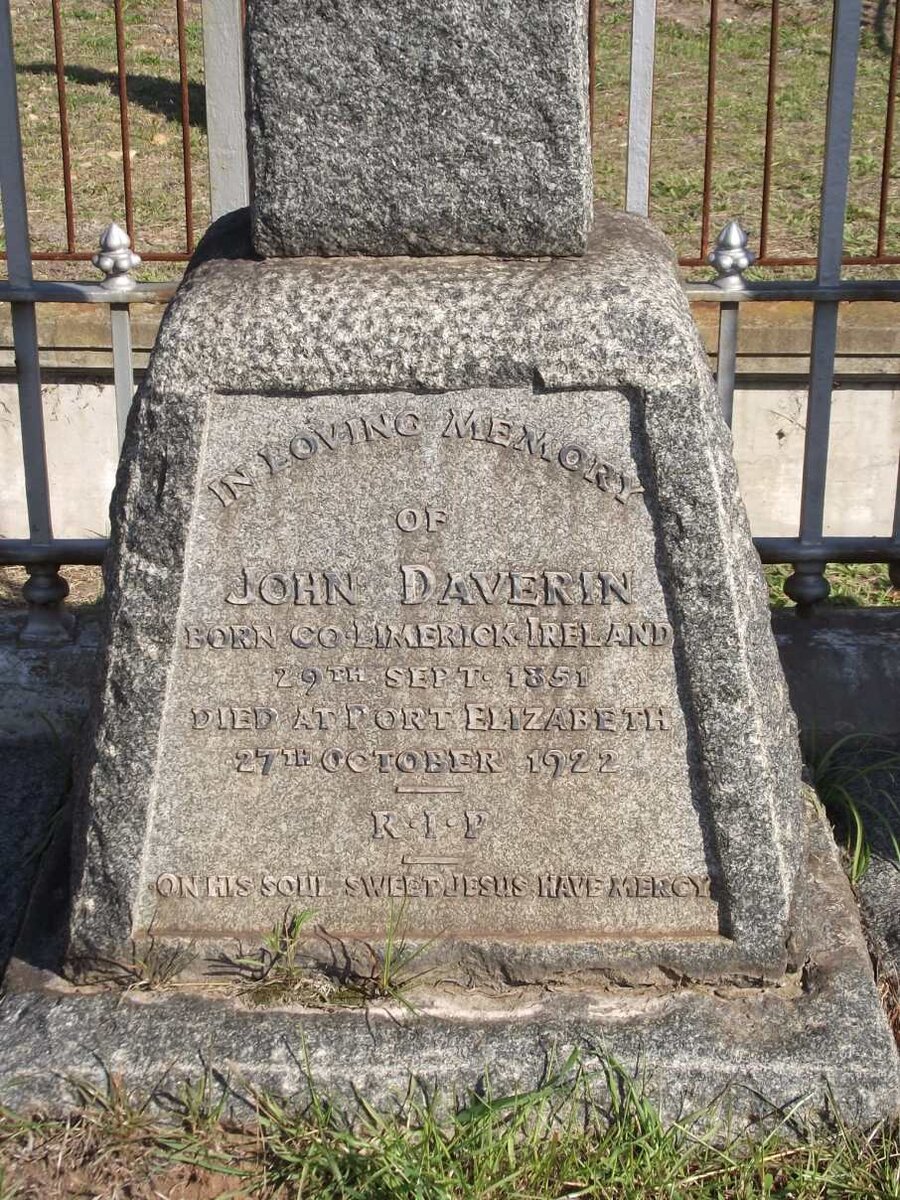 IN LOVING MEMORY
OF
JOHN DAVERIN
BORN CO. LIMERICK IRELAND
29TH SEPT. 1851
DIED AT PORT ELIZABETH
27TH OCTOBER 1922
R·I·P
ON HIS SOUL SWEET JESUS HAVE MERCY